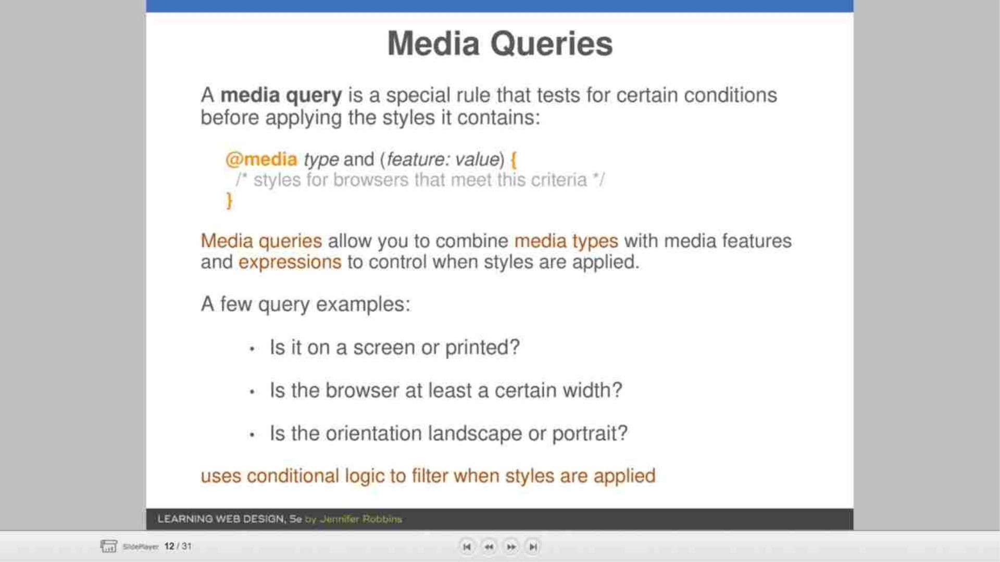 Media Queries
A media query is a special rule that tests for certain conditions
before applying the styles it contains:
@media type and (feature: value) {
/* styles for browsers that meet this criteria */
}
Media queries allow you to combine media types with media features
and expressions to control when styles are applied.
A few query examples:
• Is it on a screen or printed?
• Is the browser at least a certain width?
• Is the orientation landscape or portrait?
uses conditional logic to filter when styles are applied
LEARNING WEB DESIGN, 5e by Jennifer Robbins
SlidePlayer 12 / 31